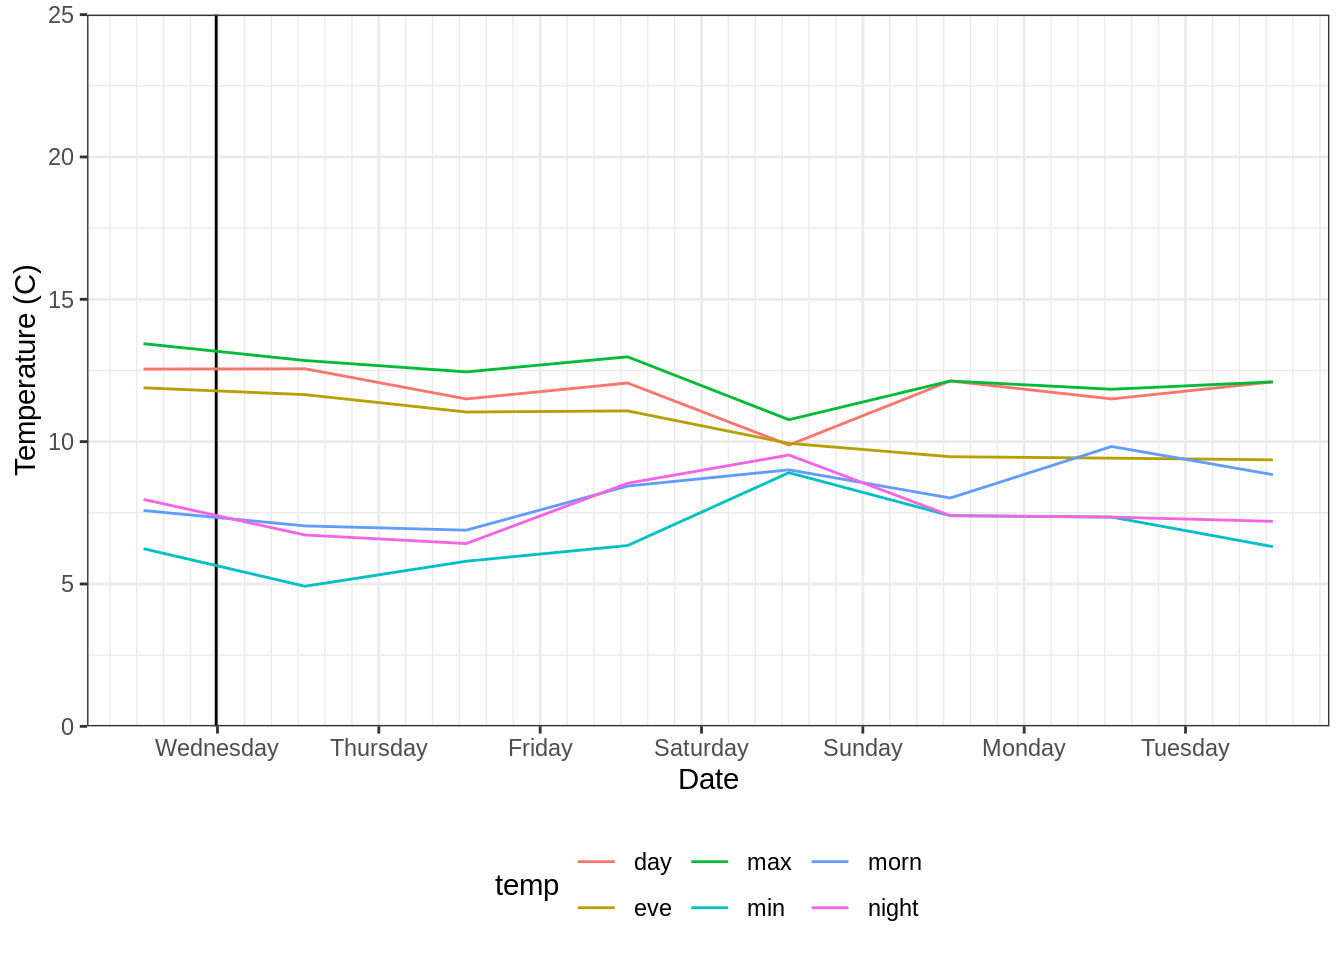 25
20
15
10
5
0
Temperature (C)
Wednesday Thursday Friday Saturday Sunday Monday Tuesday
Date
temp
day max morn
eve min night